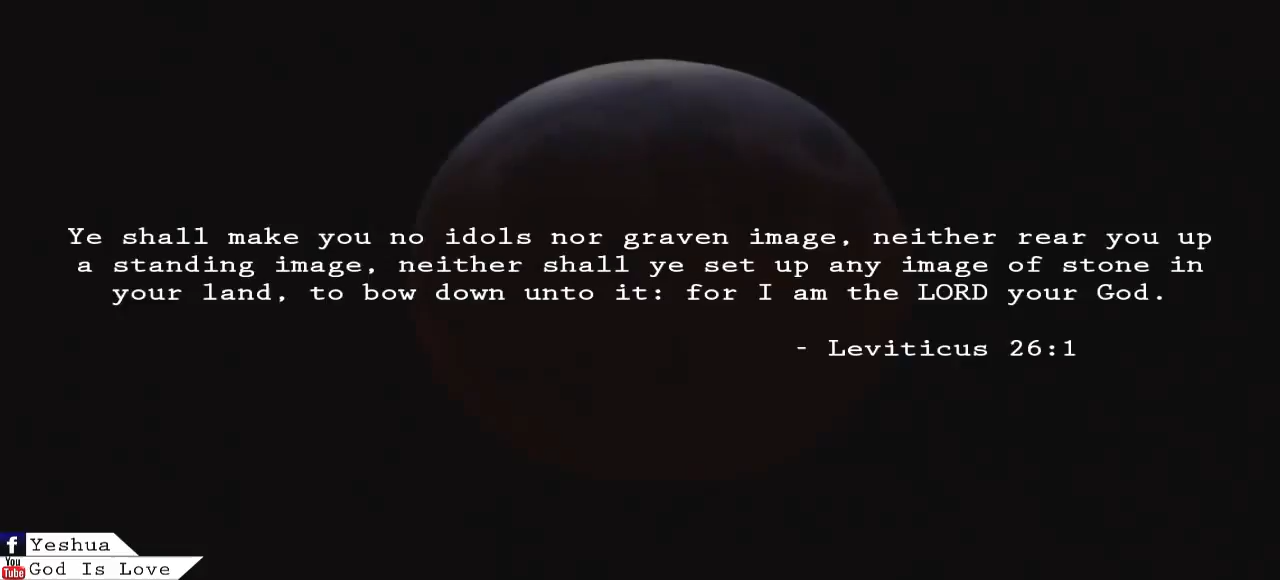 Ye shall make you no idols nor graven image, neither rear you up
a standing image, neither shall ye set up any image of stone in
your land, to bow down unto it: for I am the LORD your God.
- Leviticus 26:1
f Yeshua
You Tube God Is Love